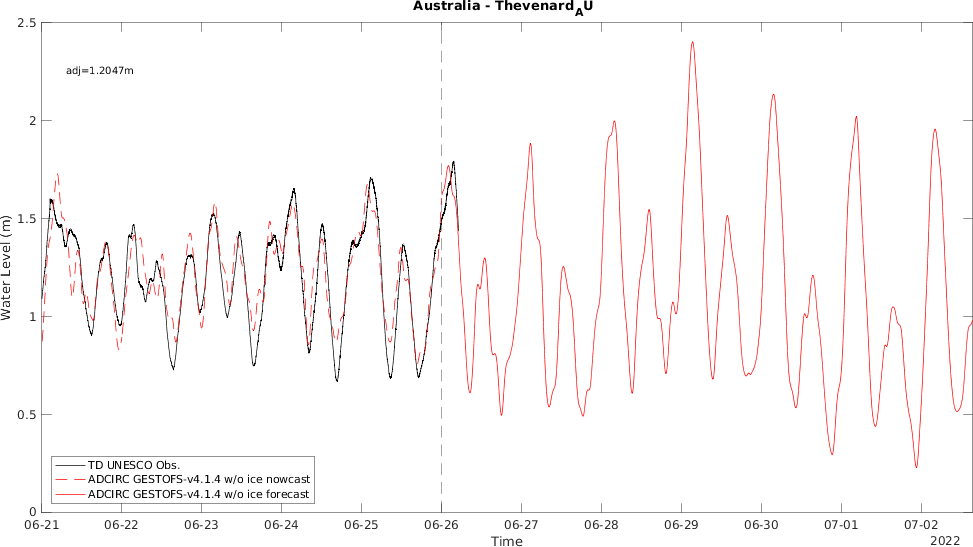 Australia - Thevenard_AU
adj=1.2047m
2.5
2
1.5
1
0.5
0
Water Level (m)
TD UNESCO Obs.
ADCIRC GESTOFS-v4.1.4 w/o ice nowcast
ADCIRC GESTOFS-v4.1.4 w/o ice forecast
06-21 06-22 06-23 06-24 06-25 06-26 06-27 06-28 06-29 06-30 07-01 07-02
Time
2022